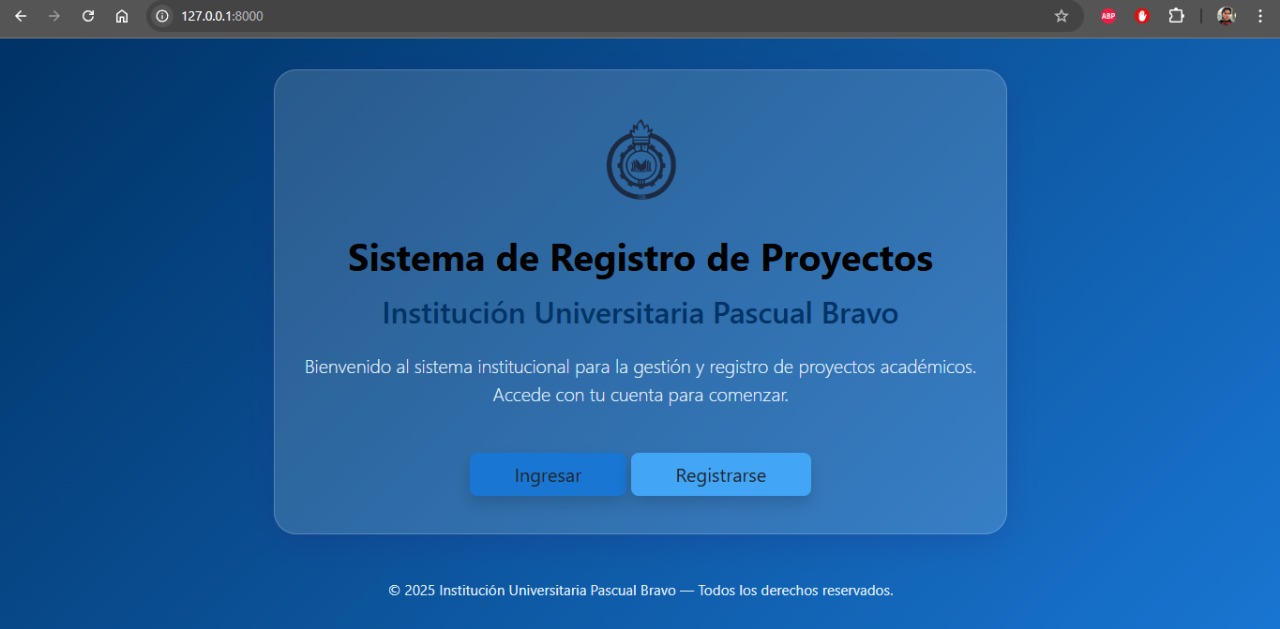 127.0.0.1:8000
ABP
Sistema de Registro de Proyectos
Institución Universitaria Pascual Bravo
Bienvenido al sistema institucional para la gestión y registro de proyectos académicos.
Accede con tu cuenta para comenzar.
Ingresar
Registrarse
© 2025 Institución Universitaria Pascual Bravo — Todos los derechos reservados.